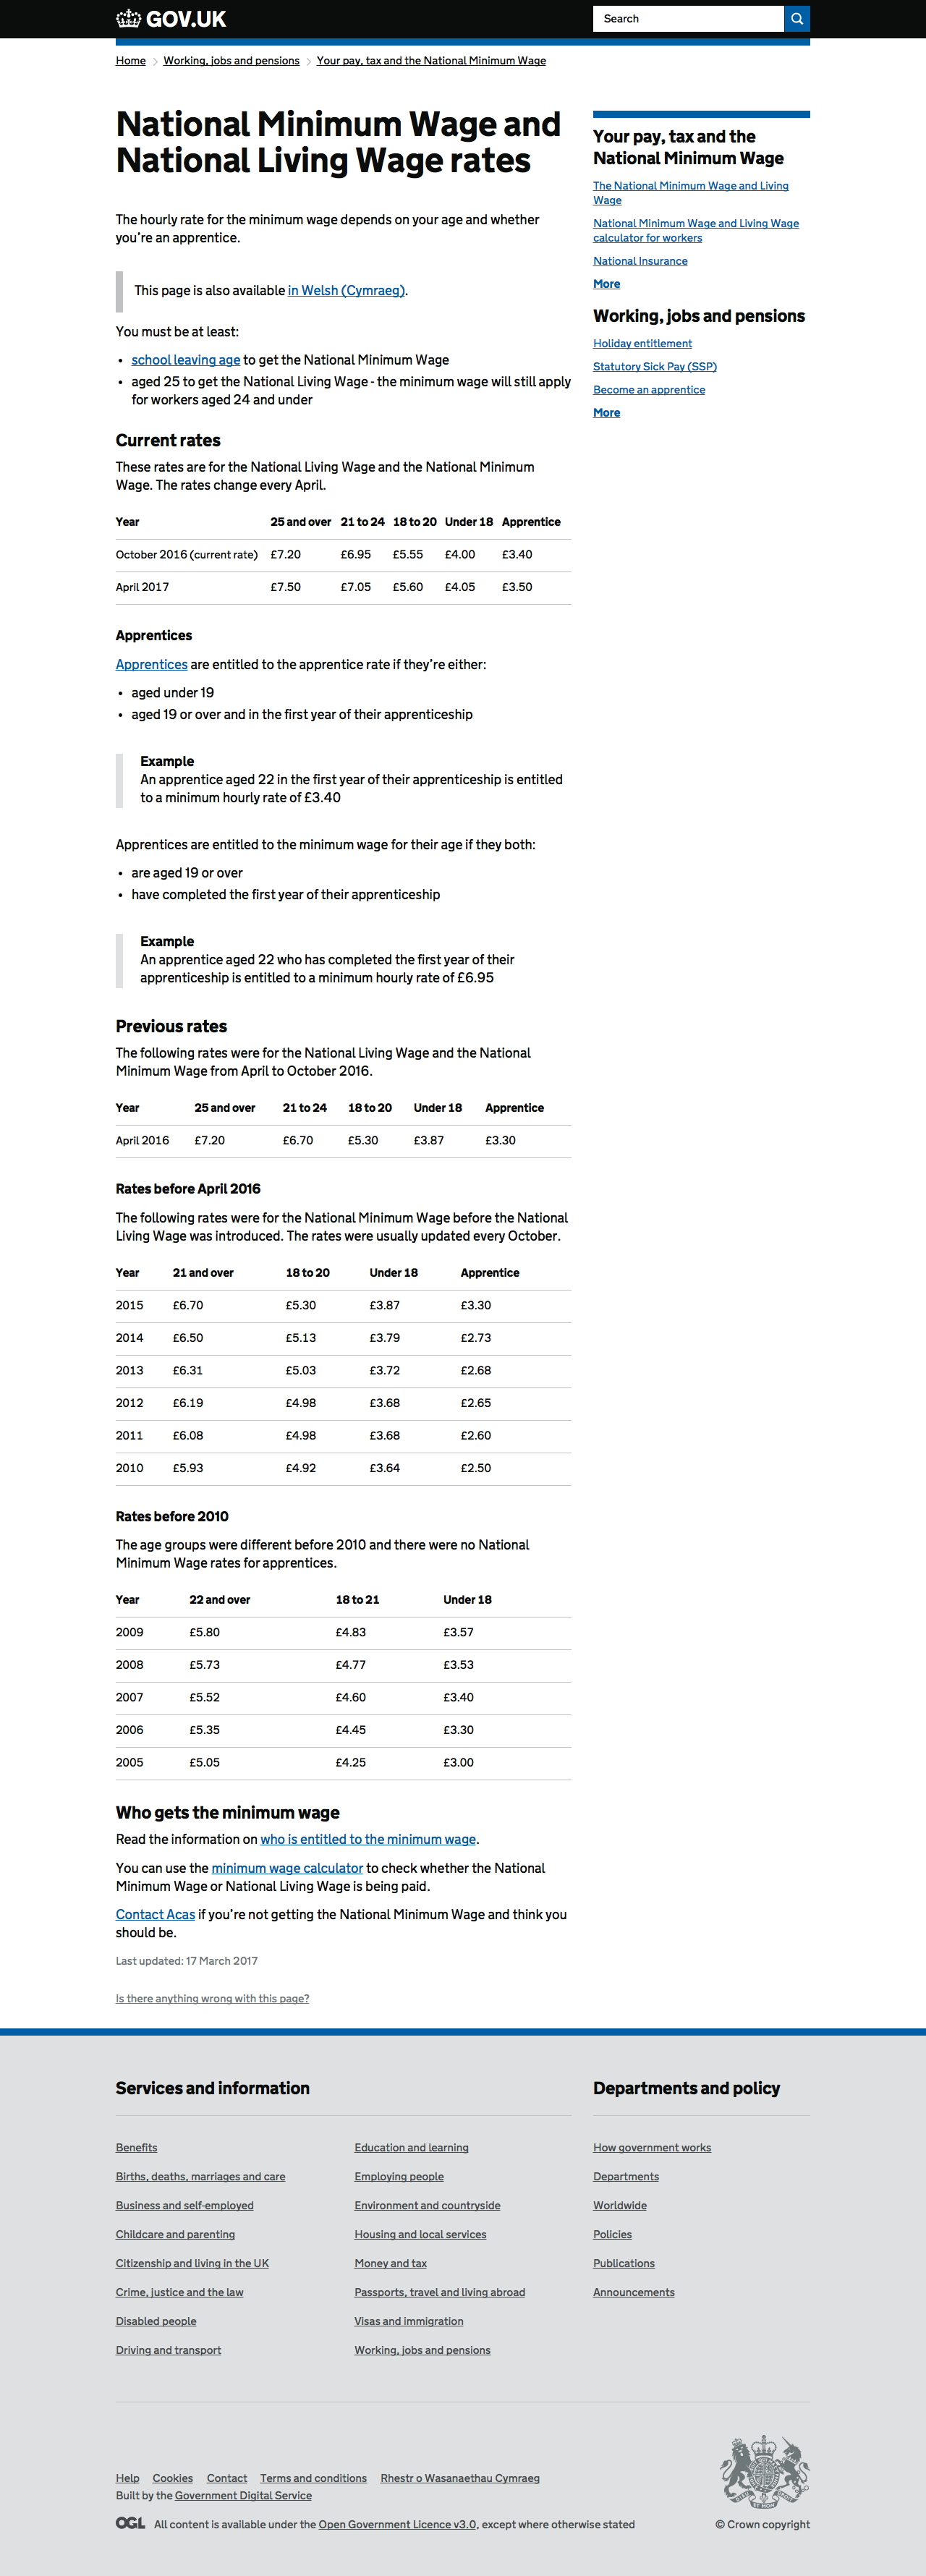 GOV.UK
Search
Home
Working, jobs and pensions
Your pay, tax and the National Minimum Wage
National Minimum Wage and
National Living Wage rates
The hourly rate for the minimum wage depends on your age and whether
you’re an apprentice.
This page is also available in Welsh (Cymraeg).
You must be at least:
• school leaving age to get the National Minimum Wage
• aged 25 to get the National Living Wage - the minimum wage will still apply
for workers aged 24 and under
Current rates
These rates are for the National Living Wage and the National Minimum
Wage. The rates change every April.
Year 25 and over 21 to 24 18 to 20 Under 18 Apprentice
October 2016 (current rate) £7.20 £6.95 £5.55 £4.00 £3.40
April 2017 £7.50 £7.05 £5.60 £4.05 £3.50
Apprentices
Apprentices are entitled to the apprentice rate if they’re either:
• aged under 19
• aged 19 or over and in the first year of their apprenticeship
Example
An apprentice aged 22 in the first year of their apprenticeship is entitled
to a minimum hourly rate of £3.40
Apprentices are entitled to the minimum wage for their age if they both:
• are aged 19 or over
• have completed the first year of their apprenticeship
Example
An apprentice aged 22 who has completed the first year of their
apprenticeship is entitled to a minimum hourly rate of £6.95
Previous rates
The following rates were for the National Living Wage and the National
Minimum Wage from April to October 2016.
Year 25 and over 21 to 24 18 to 20 Under 18 Apprentice
April 2016 £7.20 £6.70 £5.30 £3.87 £3.30
Rates before April 2016
The following rates were for the National Minimum Wage before the National
Living Wage was introduced. The rates were usually updated every October.
Year 21 and over 18 to 20 Under 18 Apprentice
2015 £6.70 £5.30 £3.87 £3.30
2014 £6.50 £5.13 £3.79 £2.73
2013 £6.31 £5.03 £3.72 £2.68
2012 £6.19 £4.98 £3.68 £2.65
2011 £6.08 £4.98 £3.68 £2.60
2010 £5.93 £4.92 £3.64 £2.50
Rates before 2010
The age groups were different before 2010 and there were no National
Minimum Wage rates for apprentices.
Year 22 and over 18 to 21 Under 18
2009 £5.80 £4.83 £3.57
2008 £5.73 £4.77 £3.53
2007 £5.52 £4.60 £3.40
2006 £5.35 £4.45 £3.30
2005 £5.05 £4.25 £3.00
Who gets the minimum wage
Read the information on who is entitled to the minimum wage.
You can use the minimum wage calculator to check whether the National
Minimum Wage or National Living Wage is being paid.
Contact Acas if you’re not getting the National Minimum Wage and think you
should be.
Last updated: 17 March 2017
Is there anything wrong with this page?
Your pay, tax and the
National Minimum Wage
The National Minimum Wage and Living
Wage
National Minimum Wage and Living Wage
calculator for workers
National Insurance
More
Working, jobs and pensions
Holiday entitlement
Statutory Sick Pay (SSP)
Become an apprentice
More
Services and information
Benefits
Births, deaths, marriages and care
Business and self-employed
Childcare and parenting
Citizenship and living in the UK
Crime, justice and the law
Disabled people
Driving and transport
Education and learning
Employing people
Environment and countryside
Housing and local services
Money and tax
Passports, travel and living abroad
Visas and immigration
Working, jobs and pensions
Departments and policy
How government works
Departments
Worldwide
Policies
Publications
Announcements
Help Cookies Contact Terms and conditions Rhestr o Wasanaethau Cymraeg
Built by the Government Digital Service
OGL All content is available under the Open Government Licence v3.0, except where otherwise stated
© Crown copyright